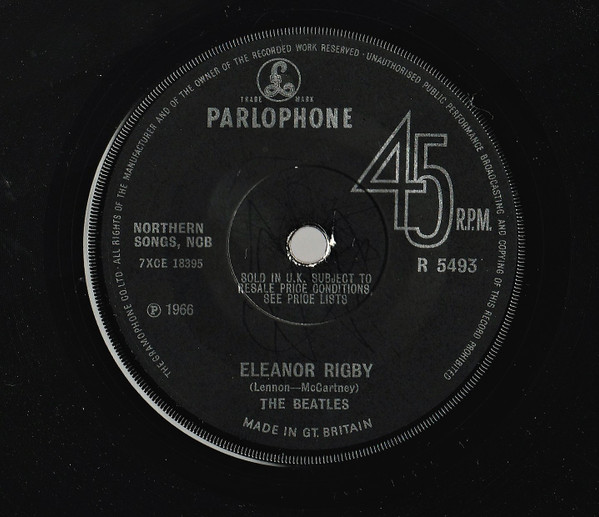 THE GRAMOPHONE CO. LTD · ALL RIGHTS OF THE MANUFACTURER AND OF THE OWNER OF THE RECORDED WORK RESERVED · UNAUTHORISED PUBLIC PERFORMANCE BROADCASTING AND COPYING OF THIS RECORD PROHIBITED
£
TRADE MARK
PARLOPHONE
45 R.P.M.
NORTHERN
SONGS, NCB
7XCE 18395
R 5493
SOLD IN U.K. SUBJECT TO
RESALE PRICE CONDITIONS,
SEE PRICE LISTS
℗ 1966
ELEANOR RIGBY
(Lennon—McCartney)
THE BEATLES
MADE IN GT. BRITAIN